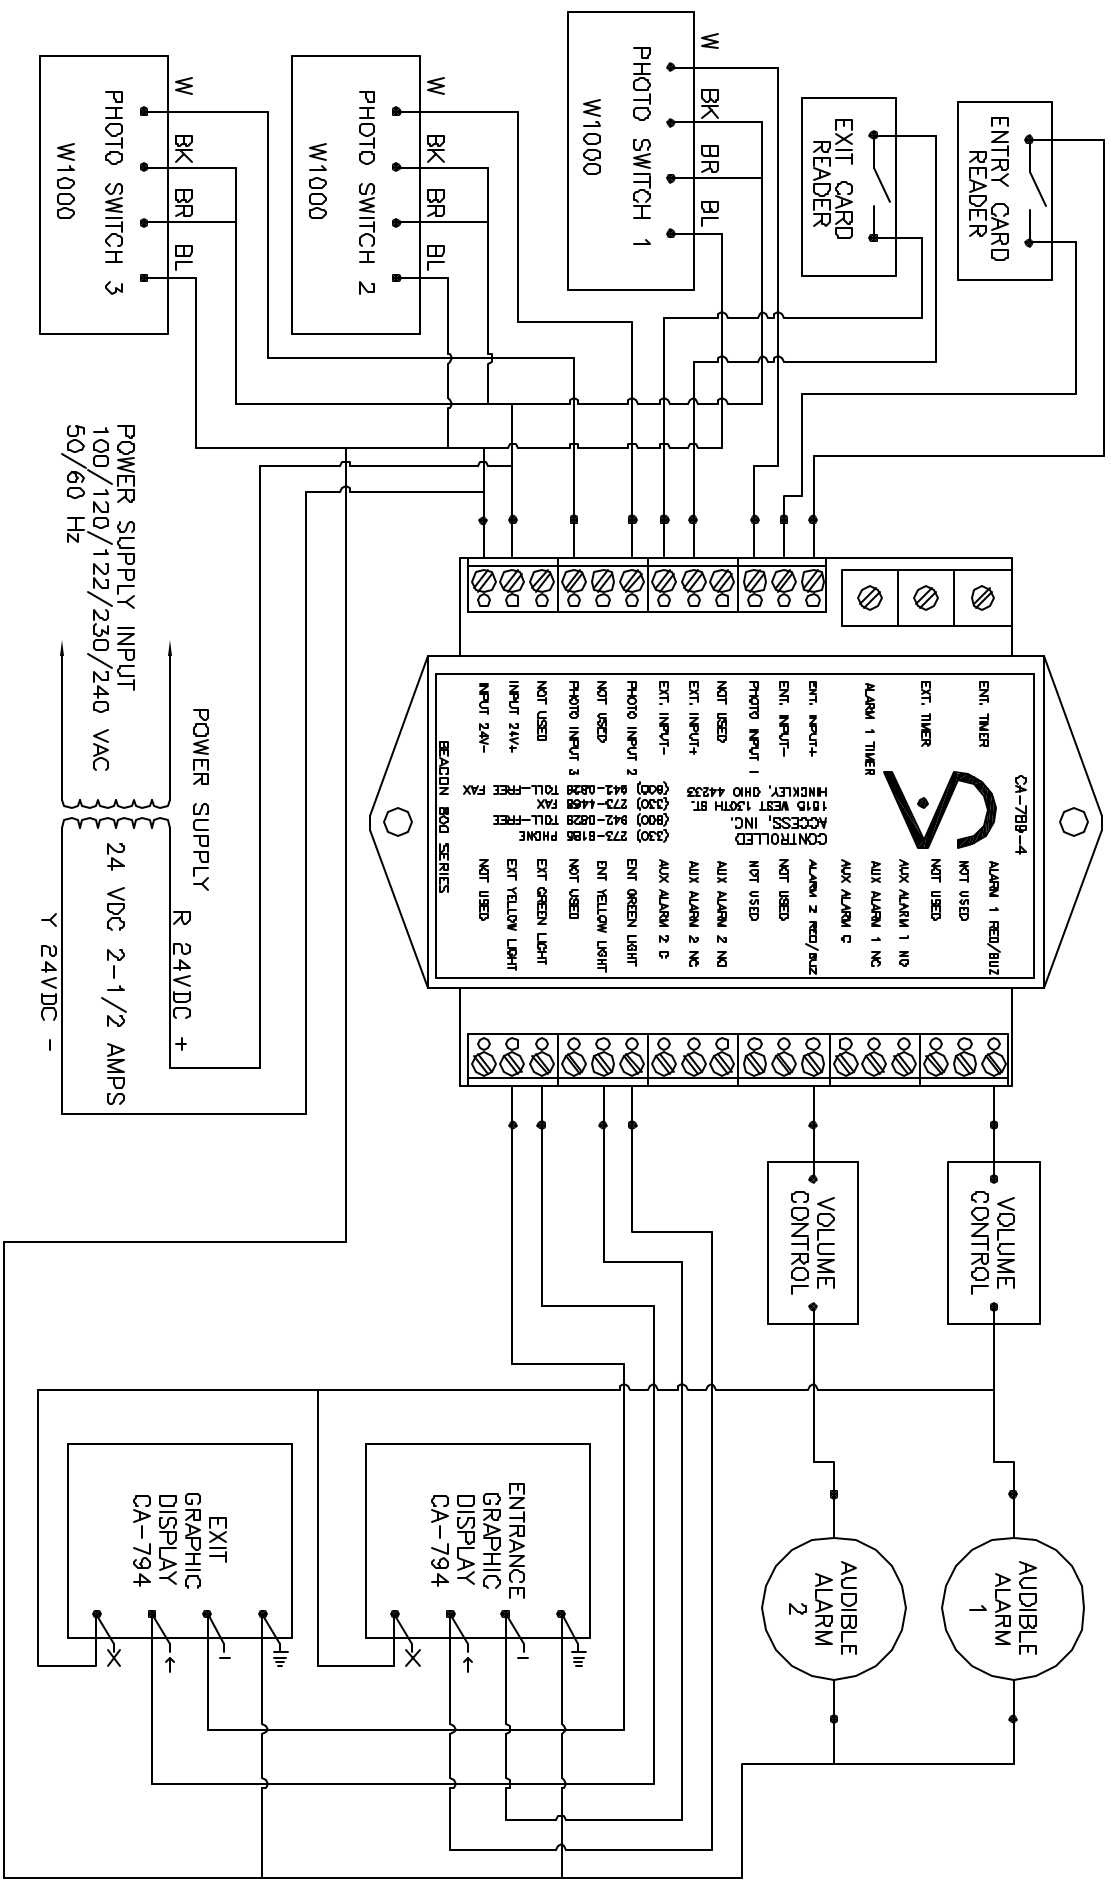 ENTRY CARD
READER
EXIT CARD
READER
W
BK
BR
BL
PHOTO SWITCH 1
W1000
W
BK
BR
BL
PHOTO SWITCH 2
W1000
W
BK
BR
BL
PHOTO SWITCH 3
W1000
POWER SUPPLY INPUT
100/120/122/230/240 VAC
50/60 Hz
POWER SUPPLY
24 VDC 2-1/2 AMPS
R 24VDC +
Y 24VDC -
ENT. TIMER
EXT. TIMER
ALARM 1 TIMER
ENT. INPUT+
ENT. INPUT-
PHOTO INPUT 1
NOT USED
EXT. INPUT+
EXT. INPUT-
PHOTO INPUT 2
NOT USED
PHOTO INPUT 3
NOT USED
INPUT 24V+
INPUT 24V-
CA-789-4
CONTROLLED
ACCESS, INC.
1515 WEST 130TH ST.
HINCKLEY, OHIO 44233
(330) 273-6185 PHONE
(800) 942-0828 TOLL-FREE
(330) 273-4468 FAX
(800) 942-0828 TOLL-FREE FAX
BEACON 500 SERIES
ALARM 1 RED/BUZ
NOT USED
NOT USED
AUX ALARM 1 NO
AUX ALARM 1 NC
AUX ALARM C
ALARM 2 RED/BUZ
NOT USED
NOT USED
AUX ALARM 2 NO
AUX ALARM 2 NC
AUX ALARM 2 C
ENT GREEN LIGHT
ENT YELLOW LIGHT
NOT USED
EXT GREEN LIGHT
EXT YELLOW LIGHT
NOT USED
VOLUME
CONTROL
VOLUME
CONTROL
AUDIBLE
ALARM
1
AUDIBLE
ALARM
2
ENTRANCE
GRAPHIC
DISPLAY
CA-794
EXIT
GRAPHIC
DISPLAY
CA-794